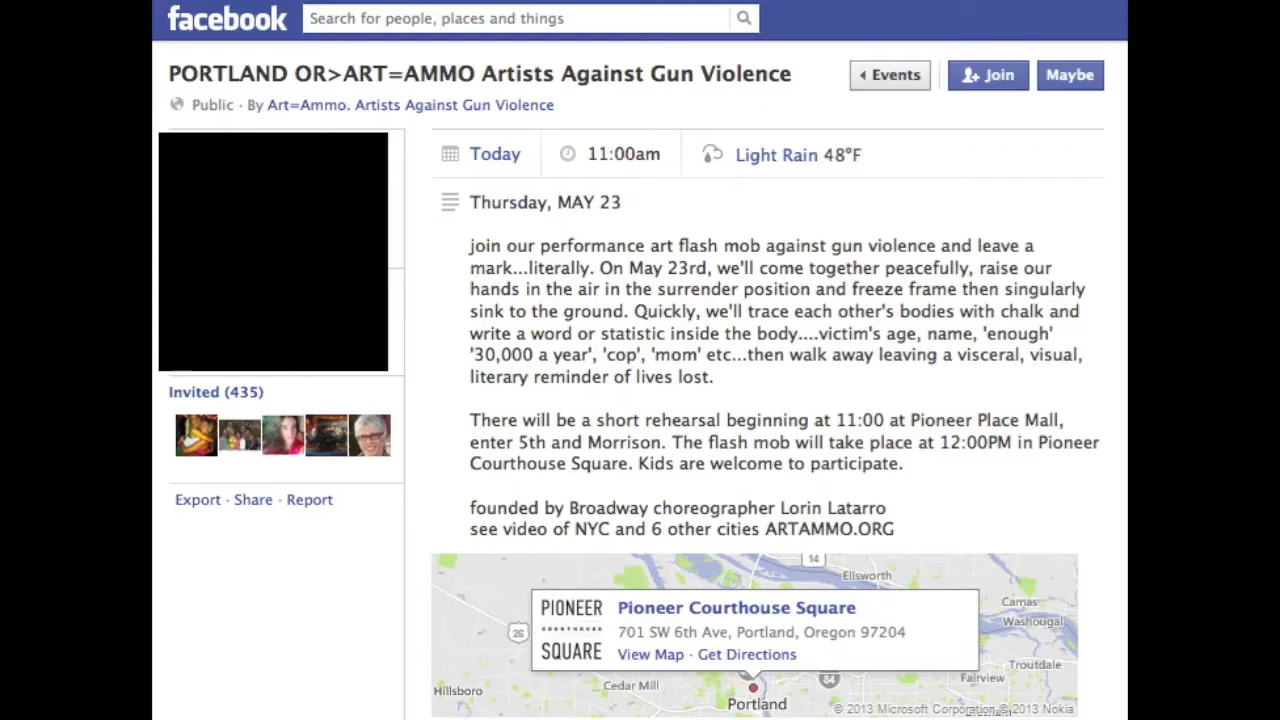 facebook
Search for people, places and things
PORTLAND OR>ART=AMMO Artists Against Gun Violence
Events
Join
Maybe
Public · By Art=Ammo. Artists Against Gun Violence
Today
11:00am
Light Rain 48°F
Thursday, MAY 23
join our performance art flash mob against gun violence and leave a
mark...literally. On May 23rd, we'll come together peacefully, raise our
hands in the air in the surrender position and freeze frame then singularly
sink to the ground. Quickly, we'll trace each other's bodies with chalk and
write a word or statistic inside the body....victim's age, name, 'enough'
'30,000 a year', 'cop', 'mom' etc...then walk away leaving a visceral, visual,
literary reminder of lives lost.
There will be a short rehearsal beginning at 11:00 at Pioneer Place Mall,
enter 5th and Morrison. The flash mob will take place at 12:00PM in Pioneer
Courthouse Square. Kids are welcome to participate.
founded by Broadway choreographer Lorin Latarro
see video of NYC and 6 other cities ARTAMMO.ORG
Invited (435)
Export · Share · Report
14
Ellsworth
Camas
Washougal
26
PIONEER
COURTHOUSE
SQUARE
Pioneer Courthouse Square
701 SW 6th Ave, Portland, Oregon 97204
View Map · Get Directions
Troutdale
Fairview
84
Cedar Mill
Hillsboro
Portland
© 2013 Microsoft Corporation © 2013 Nokia